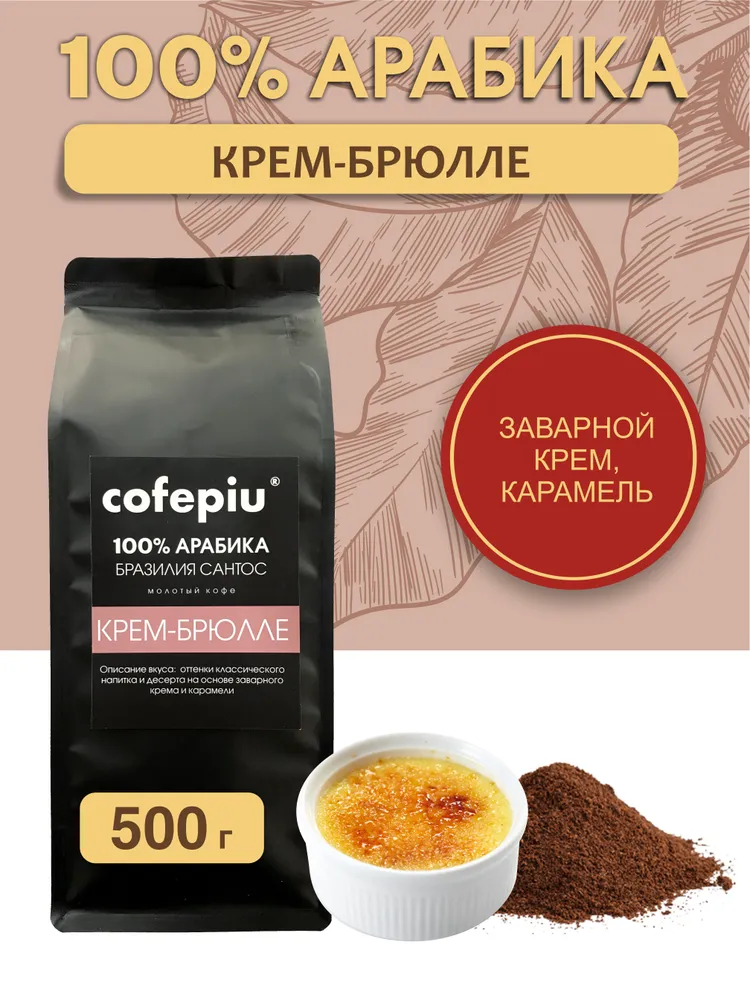 100% АРАБИКА
КРЕМ-БРЮЛЛЕ
ЗАВАРНОЙ
КРЕМ,
КАРАМЕЛЬ
cofepiu®
100% АРАБИКА
БРАЗИЛИЯ САНТОС
МОЛОТЫЙ КОФЕ
КРЕМ-БРЮЛЛЕ
Описание вкуса: оттенки классического
напитка и десерта на основе заварного
крема и карамели
500 г